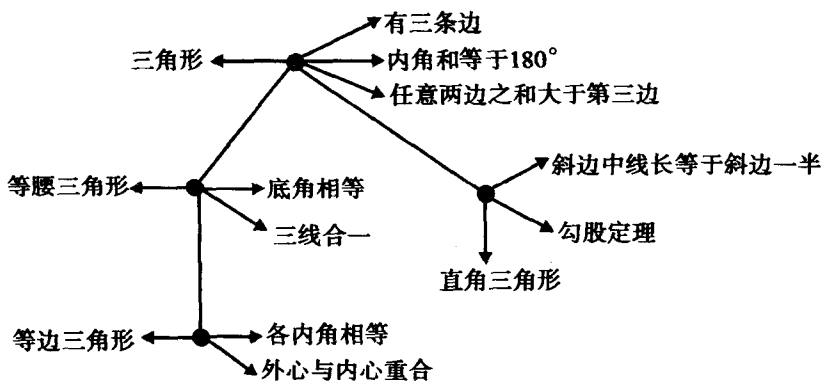 有三条边
三角形
内角和等于180°
任意两边之和大于第三边
斜边中线长等于斜边一半
等腰三角形
底角相等
三线合一
勾股定理
直角三角形
等边三角形
各内角相等
外心与内心重合